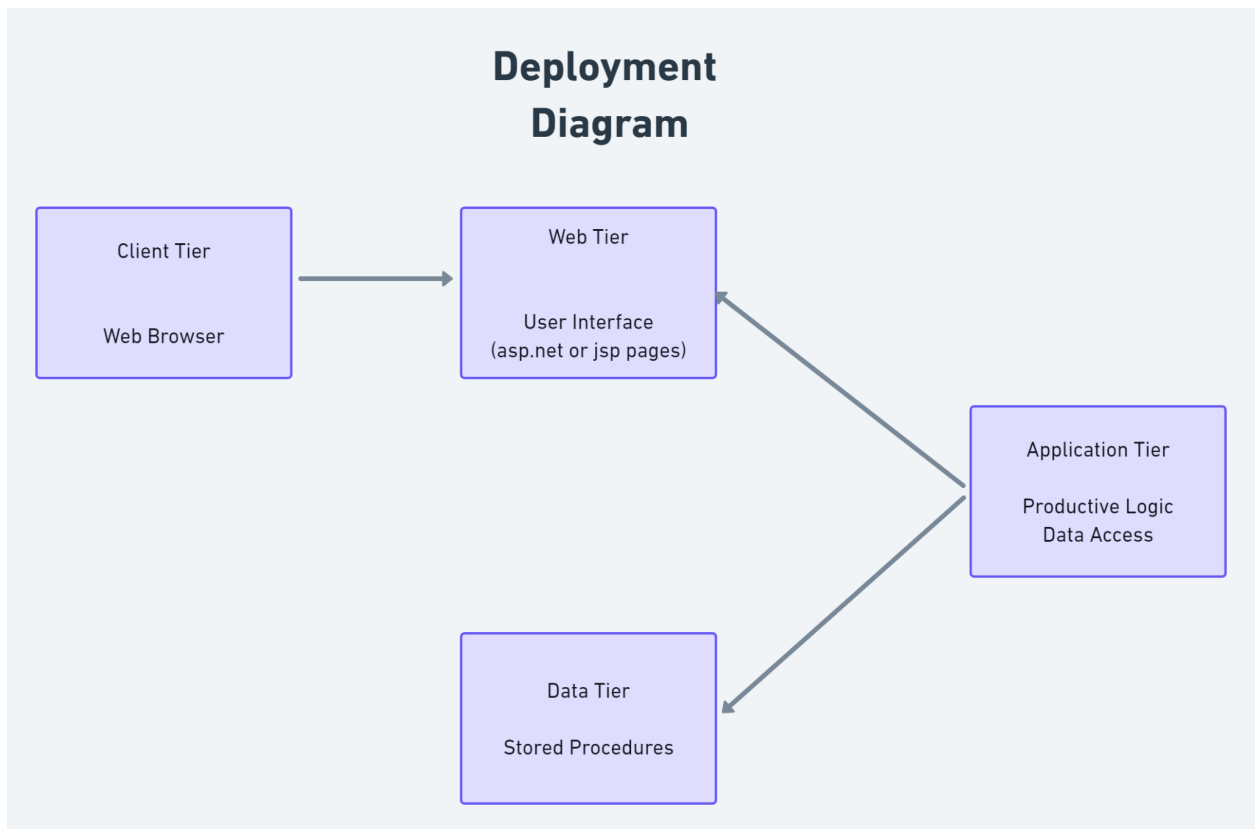 Deployment
Diagram
Client Tier
Web Browser
Web Tier
User Interface
(asp.net or jsp pages)
Application Tier
Productive Logic
Data Access
Data Tier
Stored Procedures